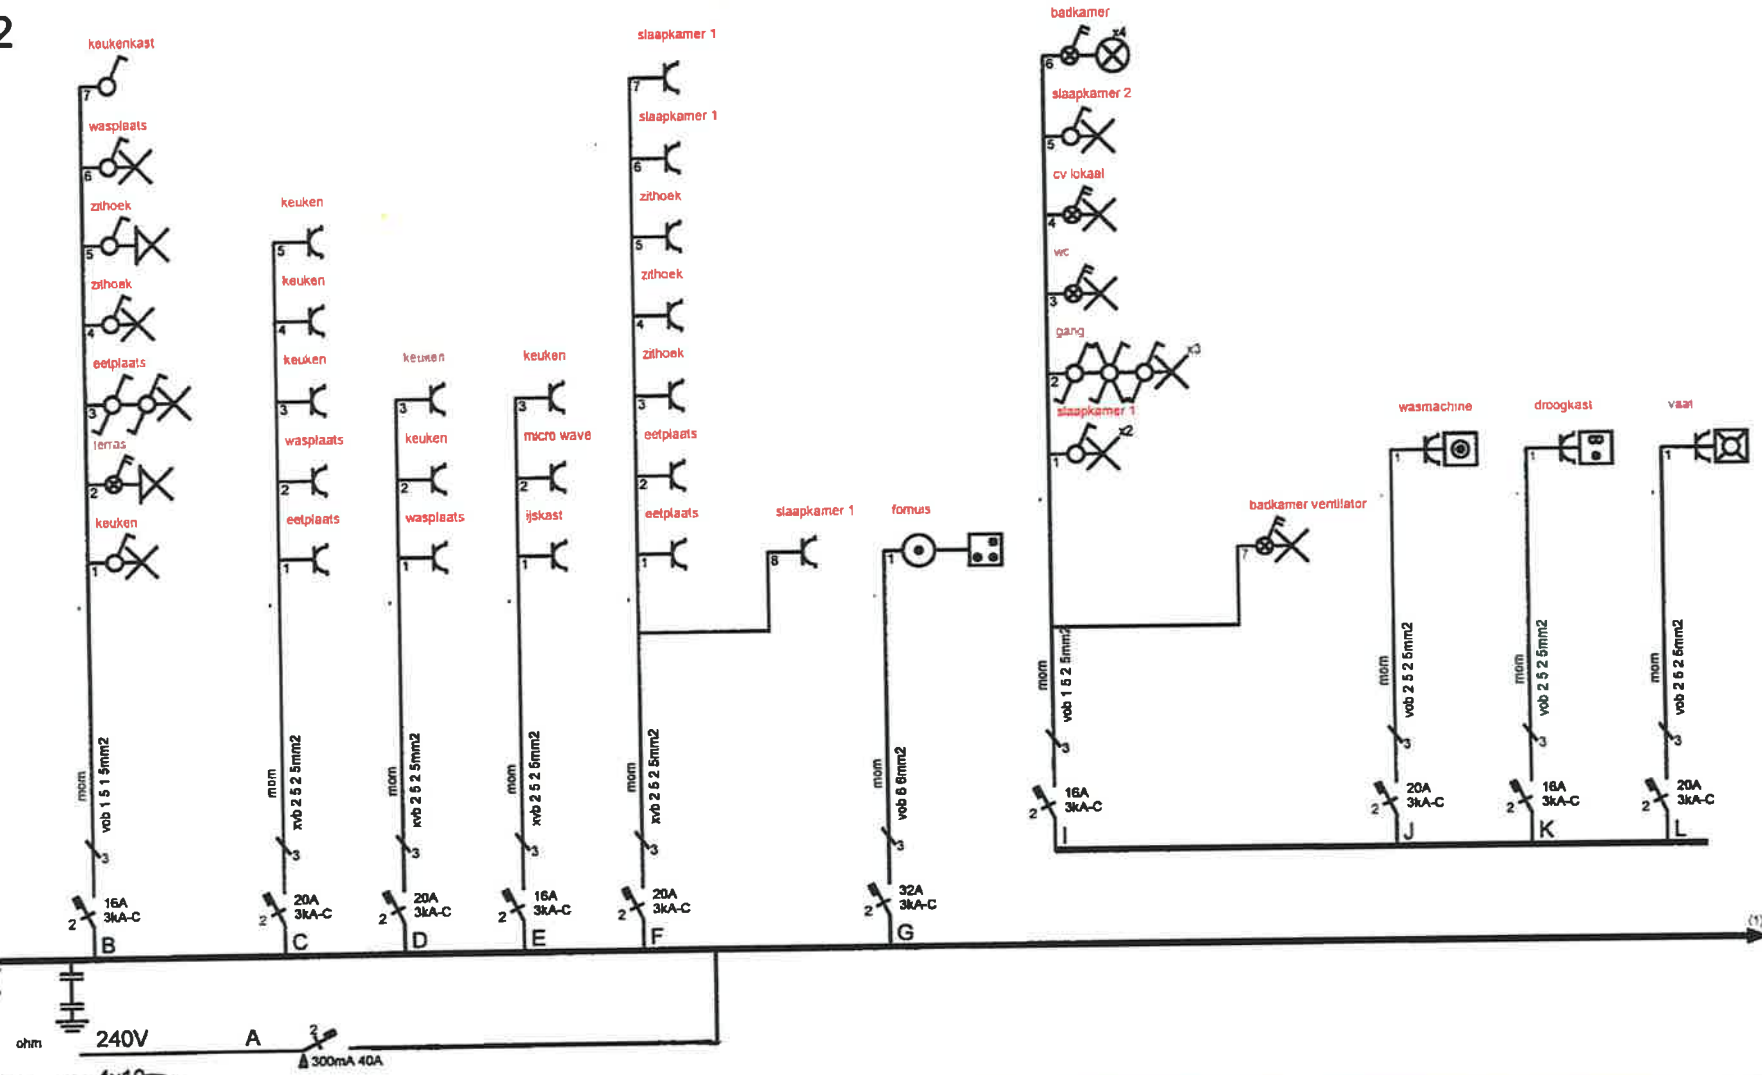 2
keukenkast
7
wasplaats
6
zithoek
5
zithoek
4
eetplaats
3
terras
2
keuken
1
mom
vob 1 5 1 5mm2
3
2
16A
3kA-C
B
keuken
5
keuken
4
keuken
3
wasplaats
2
eetplaats
1
mom
xvb 2 5 2 5mm2
3
2
20A
3kA-C
C
keuken
3
keuken
2
wasplaats
1
mom
xvb 2 5 2 5mm2
3
2
20A
3kA-C
D
keuken
3
micro wave
2
ijskast
1
mom
xvb 2 5 2 5mm2
3
2
16A
3kA-C
E
slaapkamer 1
7
slaapkamer 1
6
zithoek
5
zithoek
4
zithoek
3
eetplaats
2
eetplaats
1
slaapkamer 1
8
mom
xvb 2 5 2 5mm2
3
2
20A
3kA-C
F
fornuis
1
mom
vob 6 6mm2
3
2
32A
3kA-C
G
badkamer
x4
6
slaapkamer 2
5
cv lokaal
4
wc
3
gang
x3
2
slaapkamer 1
x2
1
badkamer ventilator
7
mom
vob 1 5 2 5mm2
3
2
16A
3kA-C
I
wasmachine
1
mom
vob 2 5 2 5mm2
3
2
20A
3kA-C
J
droogkast
1
mom
vob 2 5 2 5mm2
3
2
16A
3kA-C
K
vaat
1
mom
vob 2 5 2 5mm2
3
2
20A
3kA-C
L
(1)
ohm
240V
A
2
300mA 40A